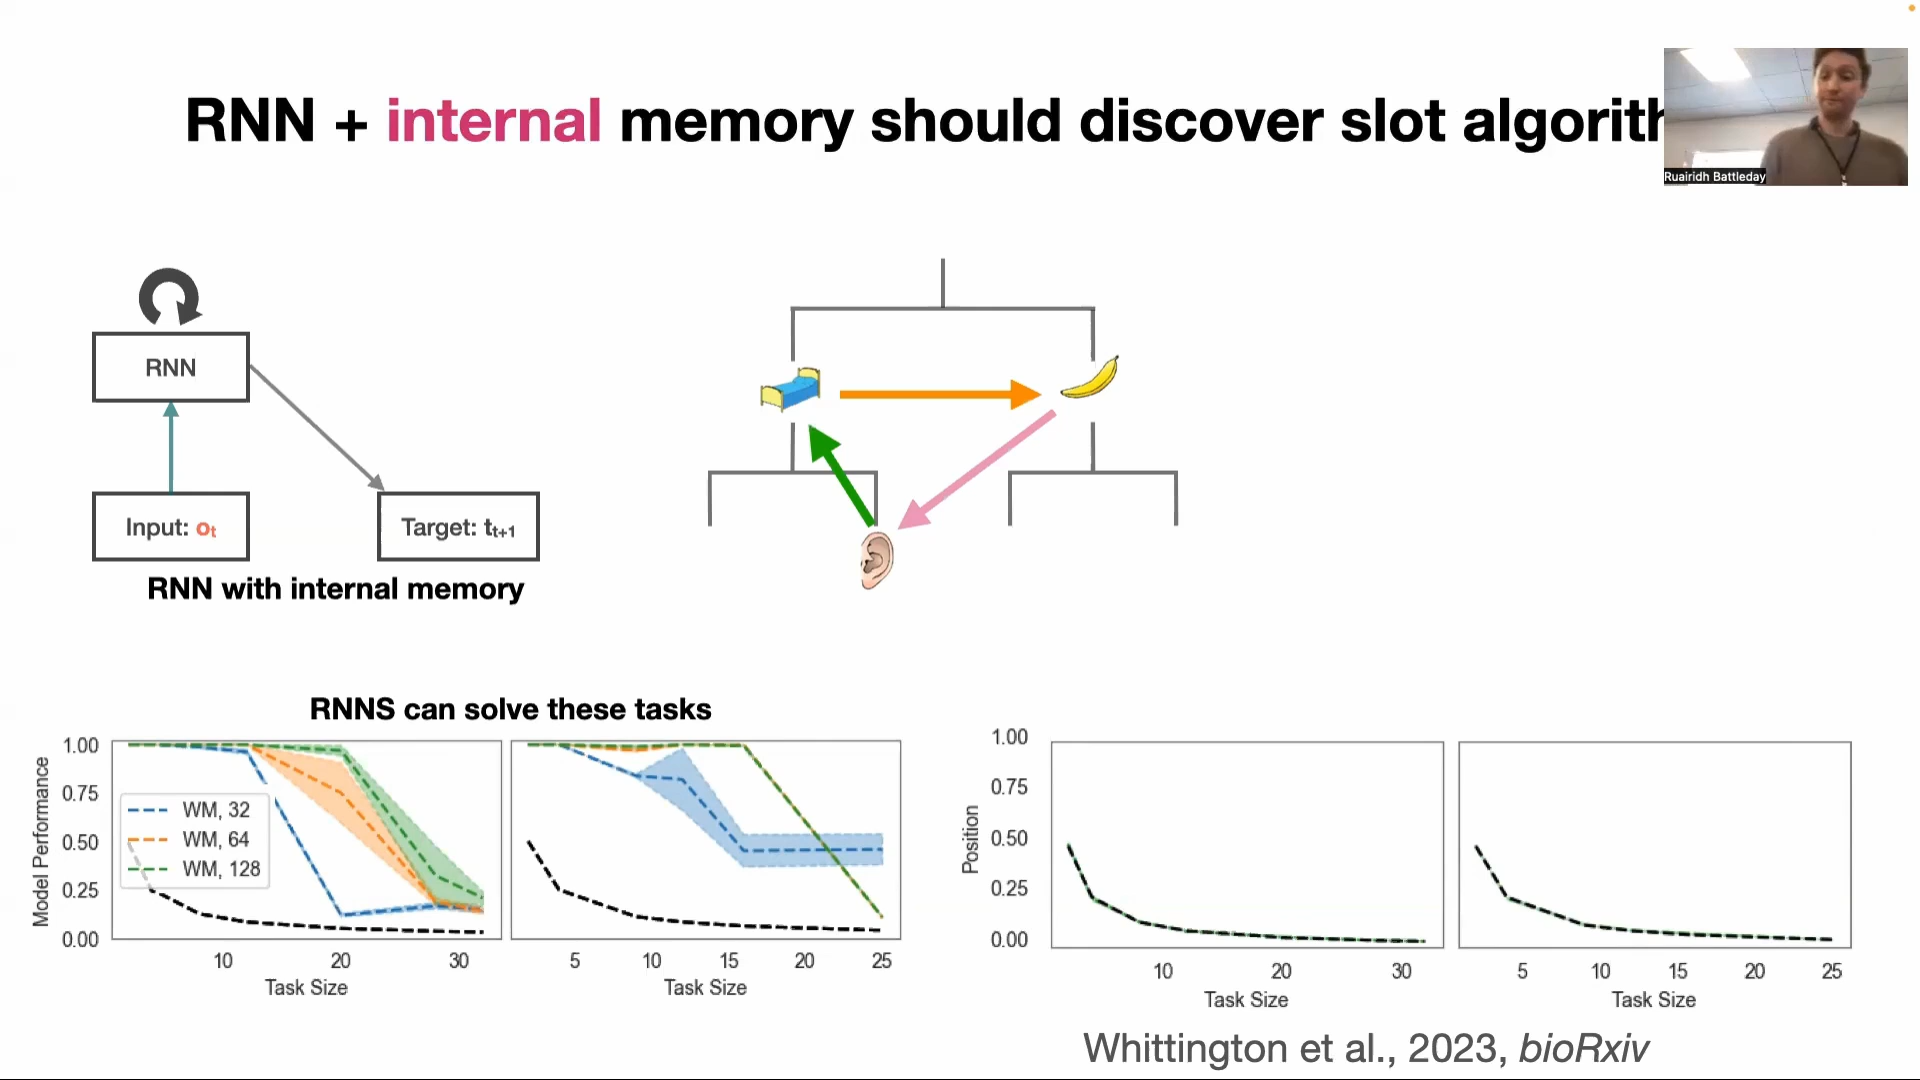 RNN + internal memory should discover slot algorith
Ruairidh Battleday
RNN
Input: oₜ
Target: tₜ₊₁
RNN with internal memory
RNNS can solve these tasks
Model Performance
1.00
0.75
0.50
0.25
0.00
WM, 32
WM, 64
WM, 128
10 20 30
Task Size
5 10 15 20 25
Task Size
Position
1.00
0.75
0.50
0.25
0.00
10 20 30
Task Size
5 10 15 20 25
Task Size
Whittington et al., 2023, bioRxiv